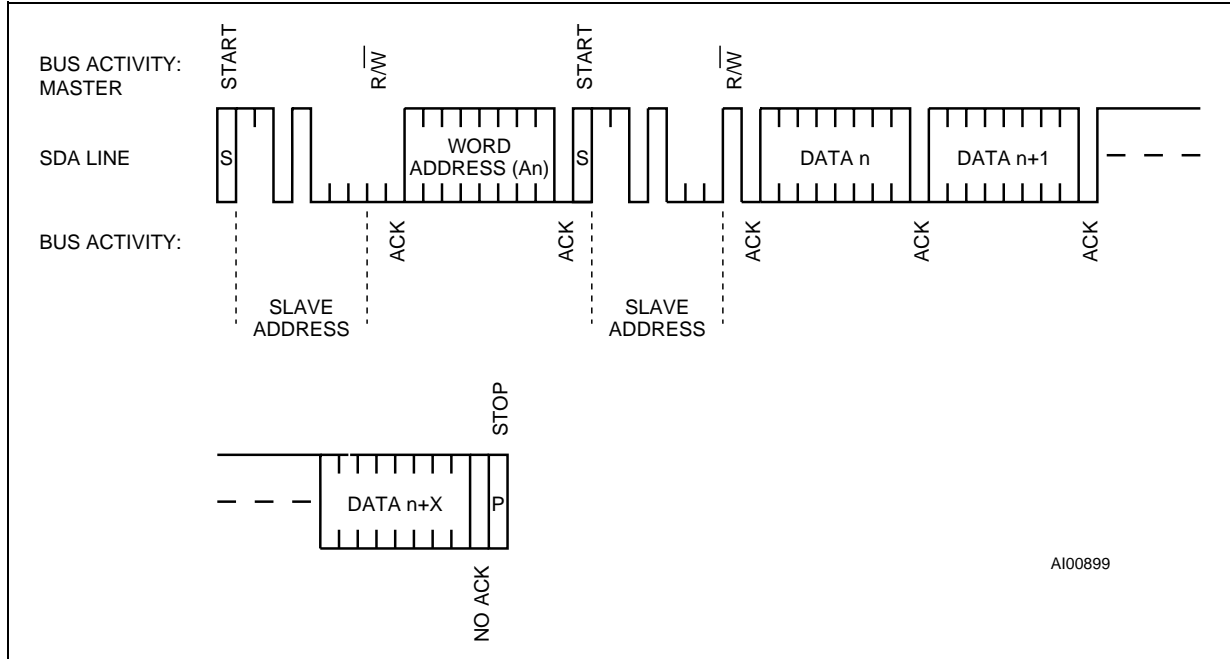 BUS ACTIVITY:
MASTER
START
R/W
START
R/W
SDA LINE
S
WORD
ADDRESS (An)
S
DATA n
DATA n+1
BUS ACTIVITY:
ACK
ACK
ACK
ACK
ACK
SLAVE
ADDRESS
SLAVE
ADDRESS
STOP
DATA n+X
P
NO ACK
AI00899